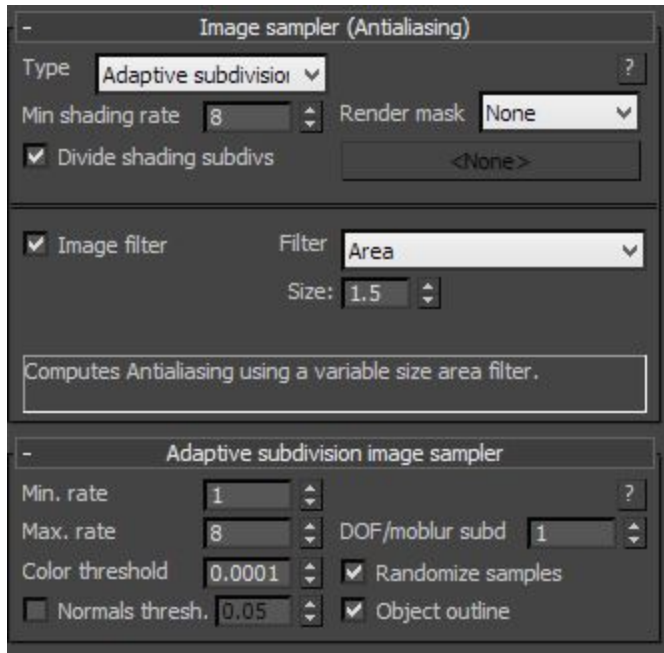 - Image sampler (Antialiasing)
Type Adaptive subdivision ?
Min shading rate 8 Render mask None
Divide shading subdivs <None>
Image filter Filter Area
Size: 1.5
Computes Antialiasing using a variable size area filter.
- Adaptive subdivision image sampler
Min. rate 1 ?
Max. rate 8 DOF/moblur subd 1
Color threshold 0.0001 Randomize samples
Normals thresh. 0.05 Object outline